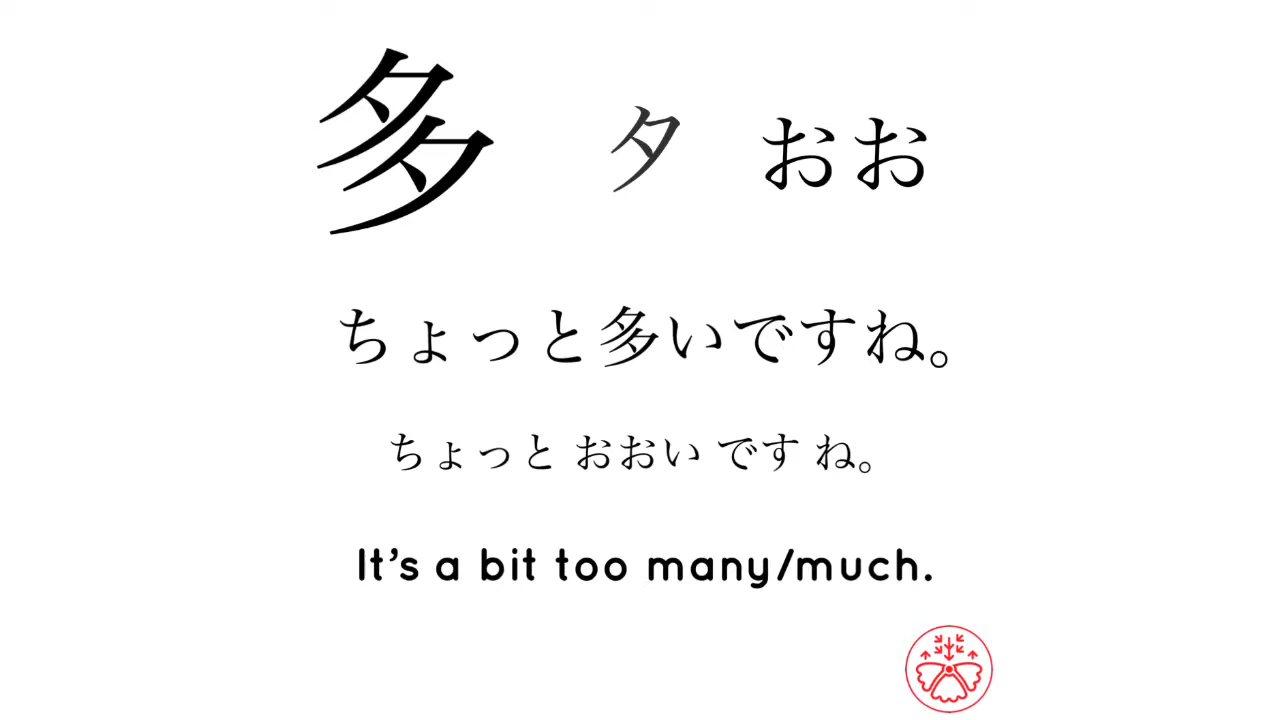 多 タ おお
ちょっと多いですね。
ちょっと おおい です ね。
It's a bit too many/much.